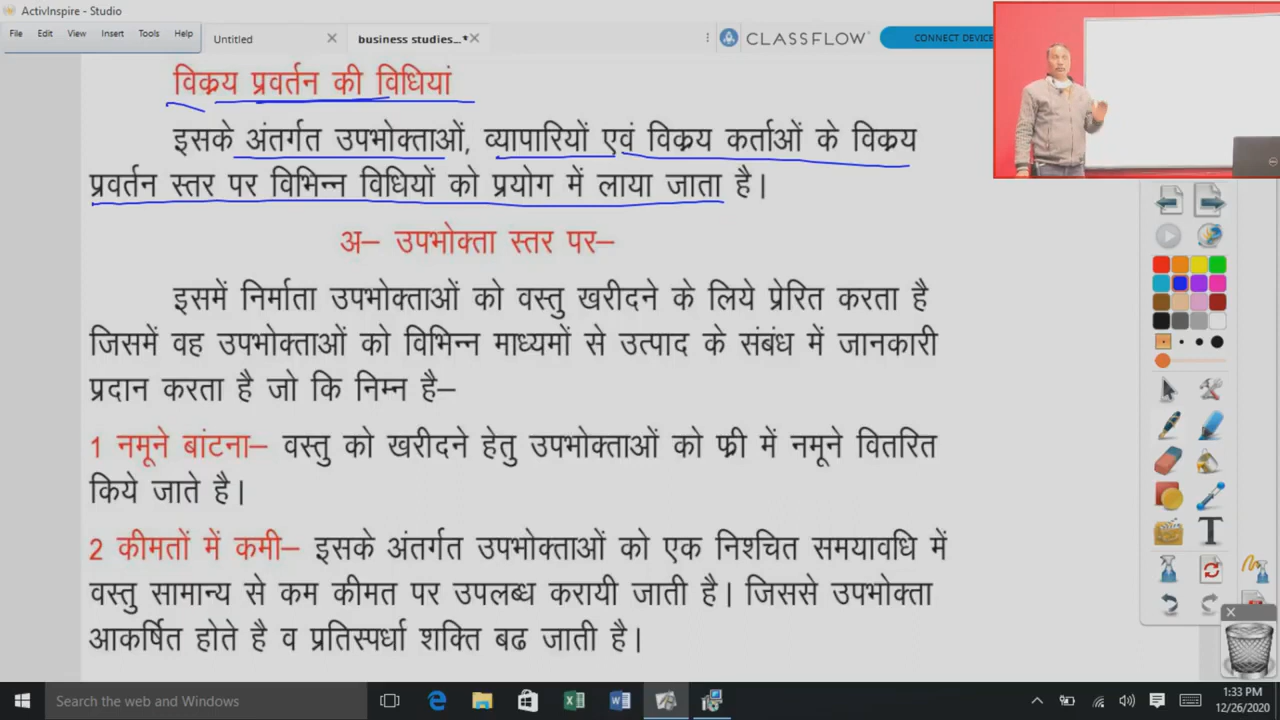 ActivInspire - Studio
File Edit View Insert Tools Help
Untitled
business studies...*
CLASSFLOW
CONNECT DEVICE
विक्रय प्रवर्तन की विधियां
इसके अंतर्गत उपभोक्ताओं, व्यापारियों एवं विक्रय कर्ताओं के विक्रय
प्रवर्तन स्तर पर विभिन्न विधियों को प्रयोग में लाया जाता है।
अ– उपभोक्ता स्तर पर–
इसमें निर्माता उपभोक्ताओं को वस्तु खरीदने के लिये प्रेरित करता है
जिसमें वह उपभोक्ताओं को विभिन्न माध्यमों से उत्पाद के संबंध में जानकारी
प्रदान करता है जो कि निम्न है–
1 नमूने बांटना– वस्तु को खरीदने हेतु उपभोक्ताओं को फ्री में नमूने वितरित
किये जाते है।
2 कीमतों में कमी– इसके अंतर्गत उपभोक्ताओं को एक निश्चित समयावधि में
वस्तु सामान्य से कम कीमत पर उपलब्ध करायी जाती है। जिससे उपभोक्ता
आकर्षित होते है व प्रतिस्पर्धा शक्ति बढ जाती है।
Search the web and Windows
1:33 PM
12/26/2020